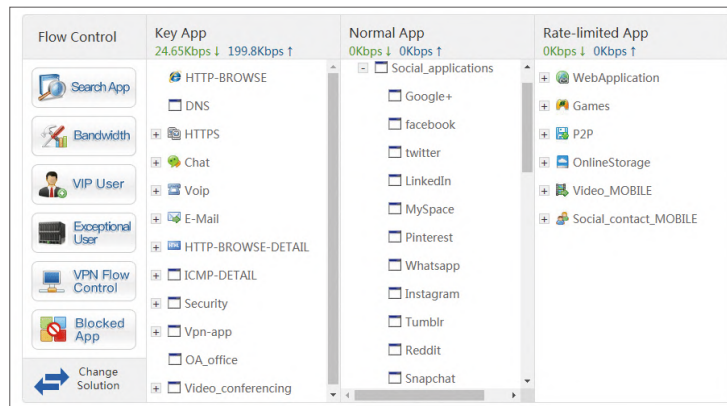 Flow Control
Search App
Bandwidth
VIP User
Exceptional
User
VPN Flow
Control
Blocked
App
Change
Solution
Key App
24.65Kbps↓ 199.8Kbps↑
HTTP-BROWSE
DNS
HTTPS
Chat
Voip
E-Mail
HTTP-BROWSE-DETAIL
ICMP-DETAIL
Security
Vpn-app
OA_office
Video_conferencing
Normal App
0Kbps↓ 0Kbps↑
Social_applications
Google+
facebook
twitter
LinkedIn
MySpace
Pinterest
Whatsapp
Instagram
Tumblr
Reddit
Snapchat
Rate-limited App
0Kbps↓ 0Kbps↑
WebApplication
Games
P2P
OnlineStorage
Video_MOBILE
Social_contact_MOBILE